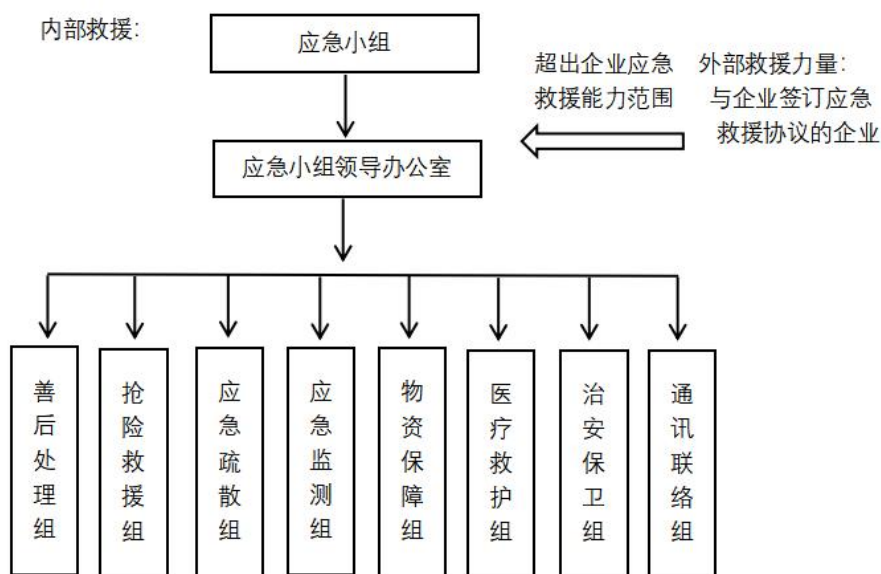 内部救援：
应急小组
超出企业应急
救援能力范围
外部救援力量：
与企业签订应急
救援协议的企业
应急小组领导办公室
善后处理组
抢险救援组
应急疏散组
应急监测组
物资保障组
医疗救护组
治安保卫组
通讯联络组